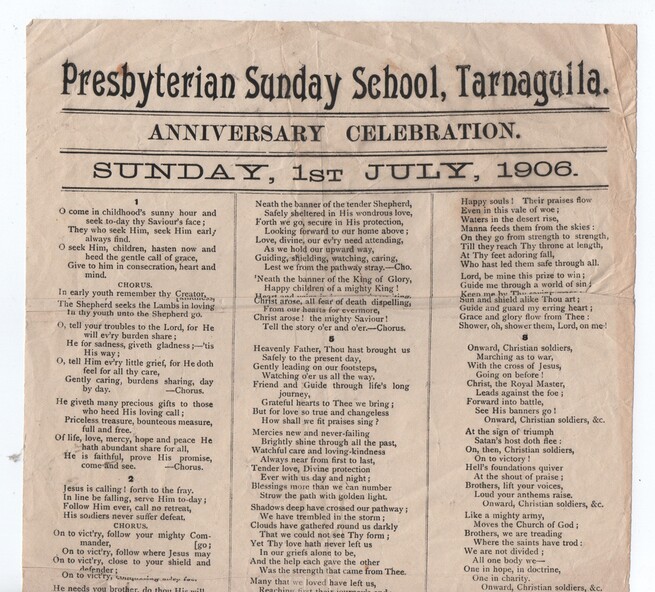 Presbyterian Sunday School, Tarnagulla.
ANNIVERSARY CELEBRATION.
SUNDAY, 1ST JULY, 1906.
1
O come in childhood's sunny hour and
seek to-day thy Saviour's face;
They who seek Him, seek Him early
always find.
O seek Him, children, hasten now and
heed the gentle call of grace,
Give to Him in consecration, heart and
mind.
CHORUS.
In early youth remember thy Creator,
The Shepherd seeks the Lambs in loving
In thy youth unto the Shepherd go.
O, tell your troubles to the Lord, for He
will ev'ry burden share;
He for sadness, giveth gladness;—'tis
His way;
O, tell Him ev'ry little grief, for He doth
feel for all thy care,
Gently caring, burdens sharing, day
by day. —Chorus.
He giveth many precious gifts to those
who heed His loving call;
Priceless treasure, bounteous measure,
full and free.
Of life, love, mercy, hope and peace He
hath abundant share for all,
He is faithful, prove His promise,
come and see. —Chorus.
2
Jesus is calling! forth to the fray.
In line be falling, serve Him to-day;
Follow Him ever, call no retreat,
His soldiers never suffer defeat.
CHORUS.
On to vict'ry, follow your mighty Com-
mander, [go;
On to vict'ry, follow where Jesus may
On to vict'ry, close to your shield and
defender;
On to vict'ry,
He needs you brother, do thou His will
Neath the banner of the tender Shepherd,
Safely sheltered in His wondrous love,
Forth we go, secure in His protection,
Looking forward to our home above;
Love, divine, our ev'ry need attending,
As we hold our upward way,
Guiding, shielding, watching, caring,
Lest we from the pathway stray.—Cho.
'Neath the banner of the King of Glory,
Happy children of a mighty King!
Christ arose, all fear of death dispelling,
From our hearts for evermore,
Christ arose! the mighty Saviour!
Tell the story o'er and o'er.—Chorus.
5
Heavenly Father, Thou hast brought us
Safely to the present day,
Gently leading on our footsteps,
Watching o'er us all the way.
Friend and Guide through life's long
journey,
Grateful hearts to Thee we bring;
But for love so true and changeless
How shall we fit praises sing?
Mercies new and never-failing
Brightly shine through all the past,
Watchful care and loving-kindness
Always near from first to last,
Tender love, Divine protection
Ever with us day and night;
Blessings more than we can number
Strew the path with golden light.
Shadows deep have crossed our pathway;
We have trembled in the storm;
Clouds have gathered round us darkly
That we could not see Thy form;
Yet Thy love hath never left us
In our griefs alone to be,
And the help each gave the other
Was the strength that came from Thee.
Many that we loved have left us,
Reaching first their journey's end
Happy souls! Their praises flow
Even in this vale of woe;
Waters in the desert rise,
Manna feeds them from the skies:
On they go from strength to strength,
Till they reach Thy throne at length,
At Thy feet adoring fall,
Who hast led them safe through all.
Lord, be mine this prize to win;
Guide me through a world of sin;
Keep me by Thy saving
Sun and shield alike Thou art;
Guide and guard my erring heart;
Grace and glory flow from Thee:
Shower, oh, shower them, Lord, on me!
8
Onward, Christian soldiers,
Marching as to war,
With the cross of Jesus,
Going on before!
Christ, the Royal Master,
Leads against the foe;
Forward into battle,
See His banners go!
Onward, Christian soldiers, &c.
At the sign of triumph
Satan's host doth flee:
On, then, Christian soldiers,
On to victory!
Hell's foundations quiver
At the shout of praise;
Brothers, lift your voices,
Loud your anthems raise.
Onward, Christian soldiers, &c.
Like a mighty army,
Moves the Church of God;
Brothers, we are treading
Where the saints have trod:
We are not divided;
All one body we—
One in hope, in doctrine,
One in charity.
Onward, Christian soldiers, &c.